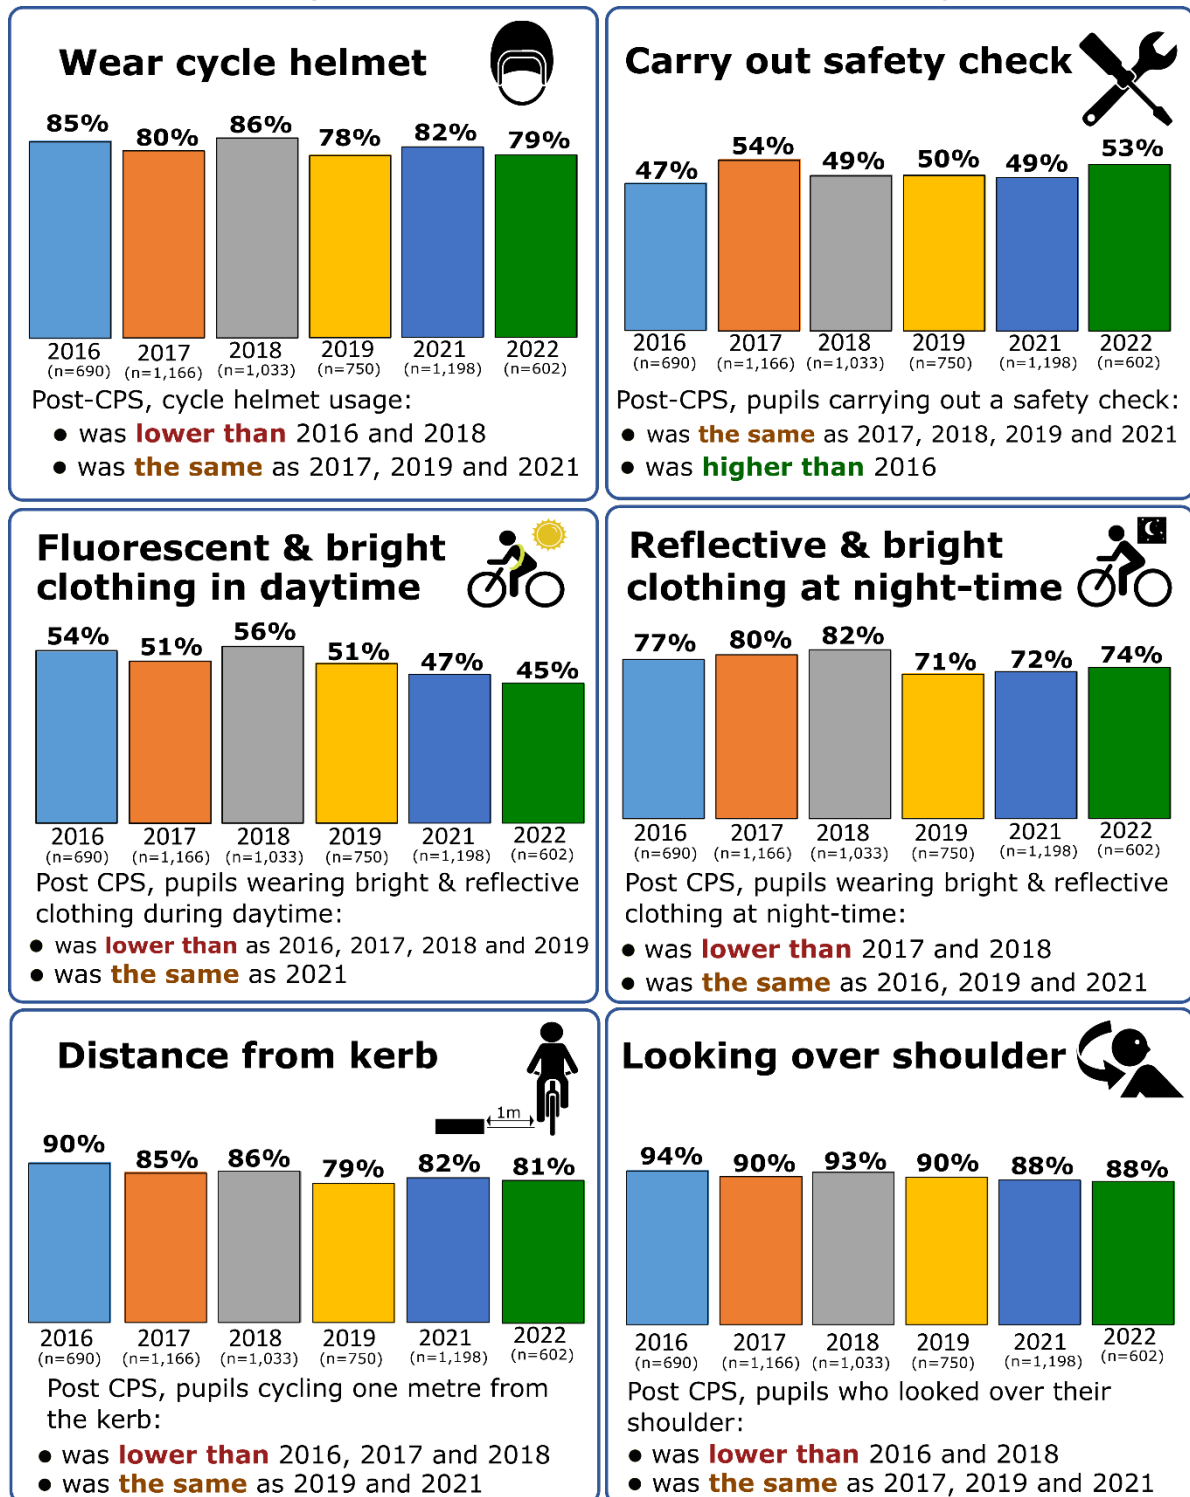 Wear cycle helmet
85% 80% 86% 78% 82% 79%
2016 2017 2018 2019 2021 2022
(n=690) (n=1,166) (n=1,033) (n=750) (n=1,198) (n=602)
Post-CPS, cycle helmet usage:
● was lower than 2016 and 2018
● was the same as 2017, 2019 and 2021
Carry out safety check
47% 54% 49% 50% 49% 53%
2016 2017 2018 2019 2021 2022
(n=690) (n=1,166) (n=1,033) (n=750) (n=1,198) (n=602)
Post-CPS, pupils carrying out a safety check:
● was the same as 2017, 2018, 2019 and 2021
● was higher than 2016
Fluorescent & bright
clothing in daytime
54% 51% 56% 51% 47% 45%
2016 2017 2018 2019 2021 2022
(n=690) (n=1,166) (n=1,033) (n=750) (n=1,198) (n=602)
Post CPS, pupils wearing bright & reflective
clothing during daytime:
● was lower than as 2016, 2017, 2018 and 2019
● was the same as 2021
Reflective & bright
clothing at night-time
77% 80% 82% 71% 72% 74%
2016 2017 2018 2019 2021 2022
(n=690) (n=1,166) (n=1,033) (n=750) (n=1,198) (n=602)
Post CPS, pupils wearing bright & reflective
clothing at night-time:
● was lower than 2017 and 2018
● was the same as 2016, 2019 and 2021
Distance from kerb
1m
90% 85% 86% 79% 82% 81%
2016 2017 2018 2019 2021 2022
(n=690) (n=1,166) (n=1,033) (n=750) (n=1,198) (n=602)
Post CPS, pupils cycling one metre from
the kerb:
● was lower than 2016, 2017 and 2018
● was the same as 2019 and 2021
Looking over shoulder
94% 90% 93% 90% 88% 88%
2016 2017 2018 2019 2021 2022
(n=690) (n=1,166) (n=1,033) (n=750) (n=1,198) (n=602)
Post CPS, pupils who looked over their
shoulder:
● was lower than 2016 and 2018
● was the same as 2017, 2019 and 2021